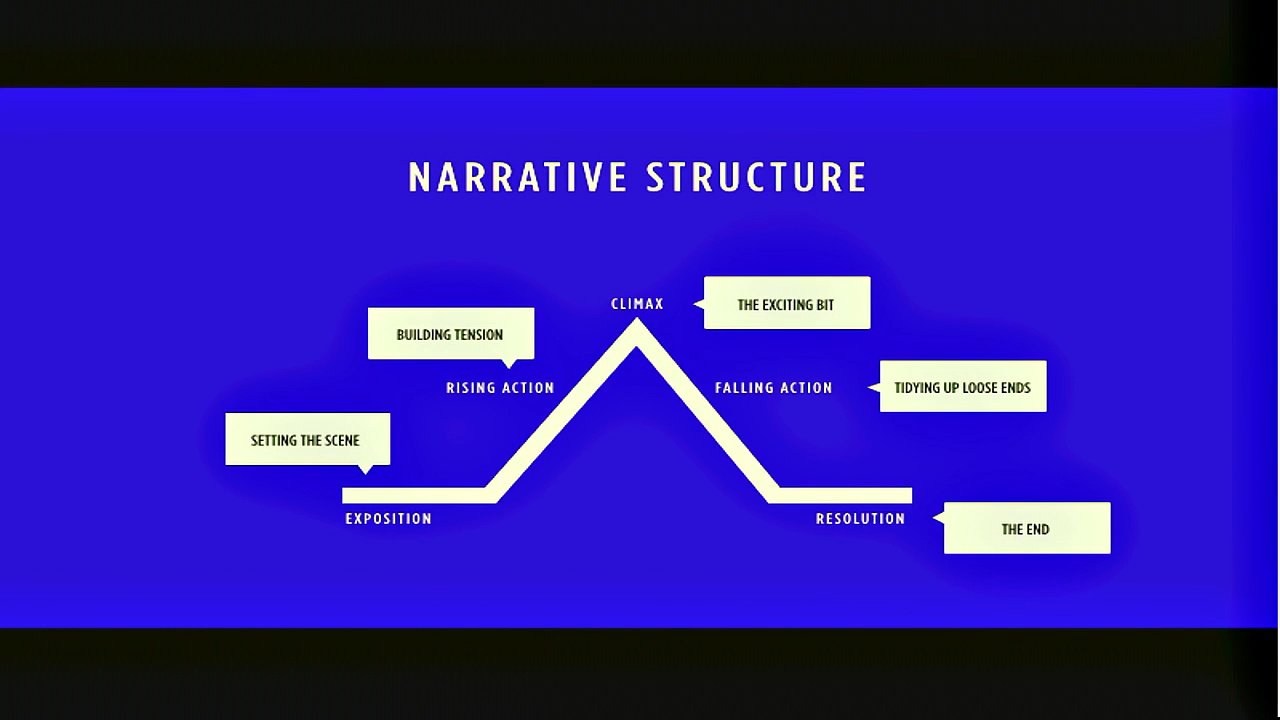 NARRATIVE STRUCTURE
CLIMAX
THE EXCITING BIT
BUILDING TENSION
RISING ACTION
FALLING ACTION
TIDYING UP LOOSE ENDS
SETTING THE SCENE
EXPOSITION
RESOLUTION
THE END